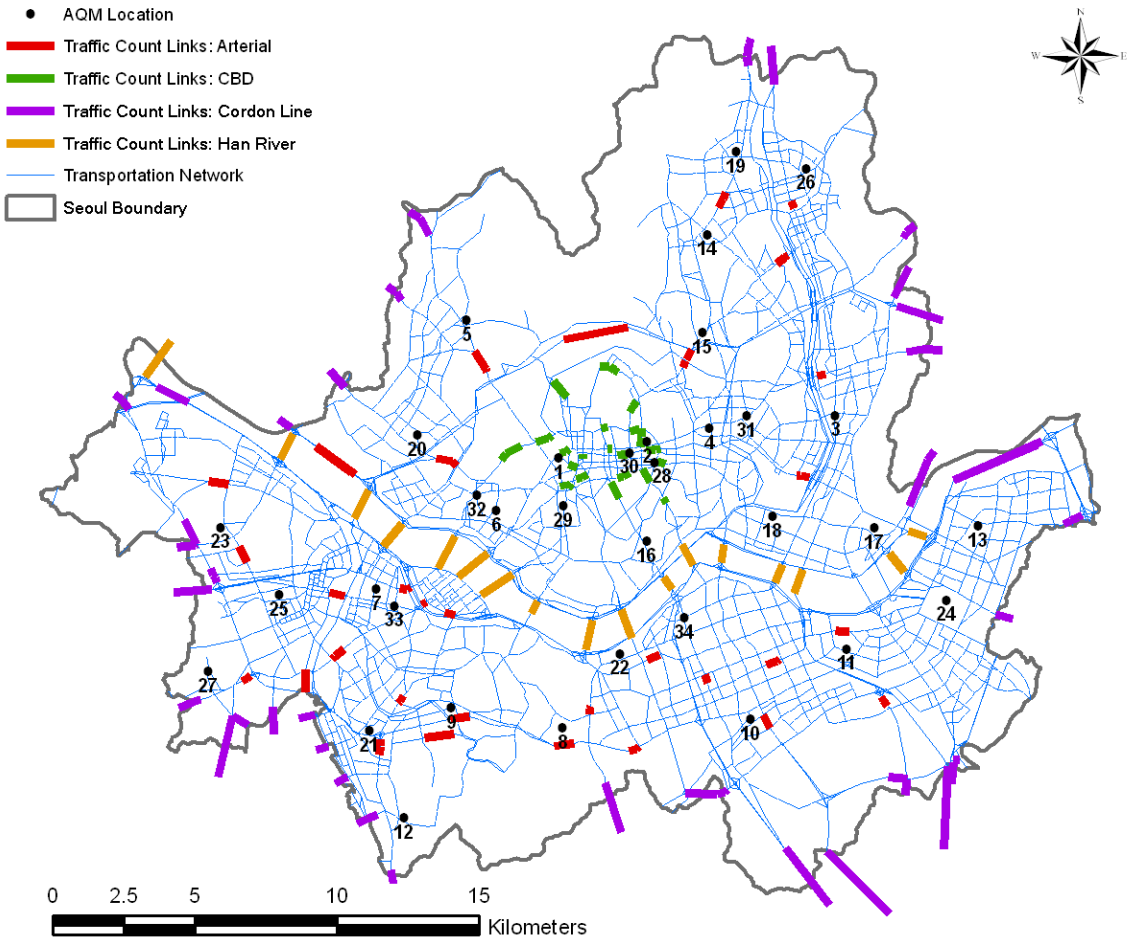 AQM Location
Traffic Count Links: Arterial
Traffic Count Links: CBD
Traffic Count Links: Cordon Line
Traffic Count Links: Han River
Transportation Network
Seoul Boundary
N
W E
S
19
26
14
5
15
20
4
31
3
1
30
2
28
32
6
29
16
18
17
13
23
25
7
33
34
24
22
11
27
21
9
8
10
12
0 2.5 5 10 15
Kilometers